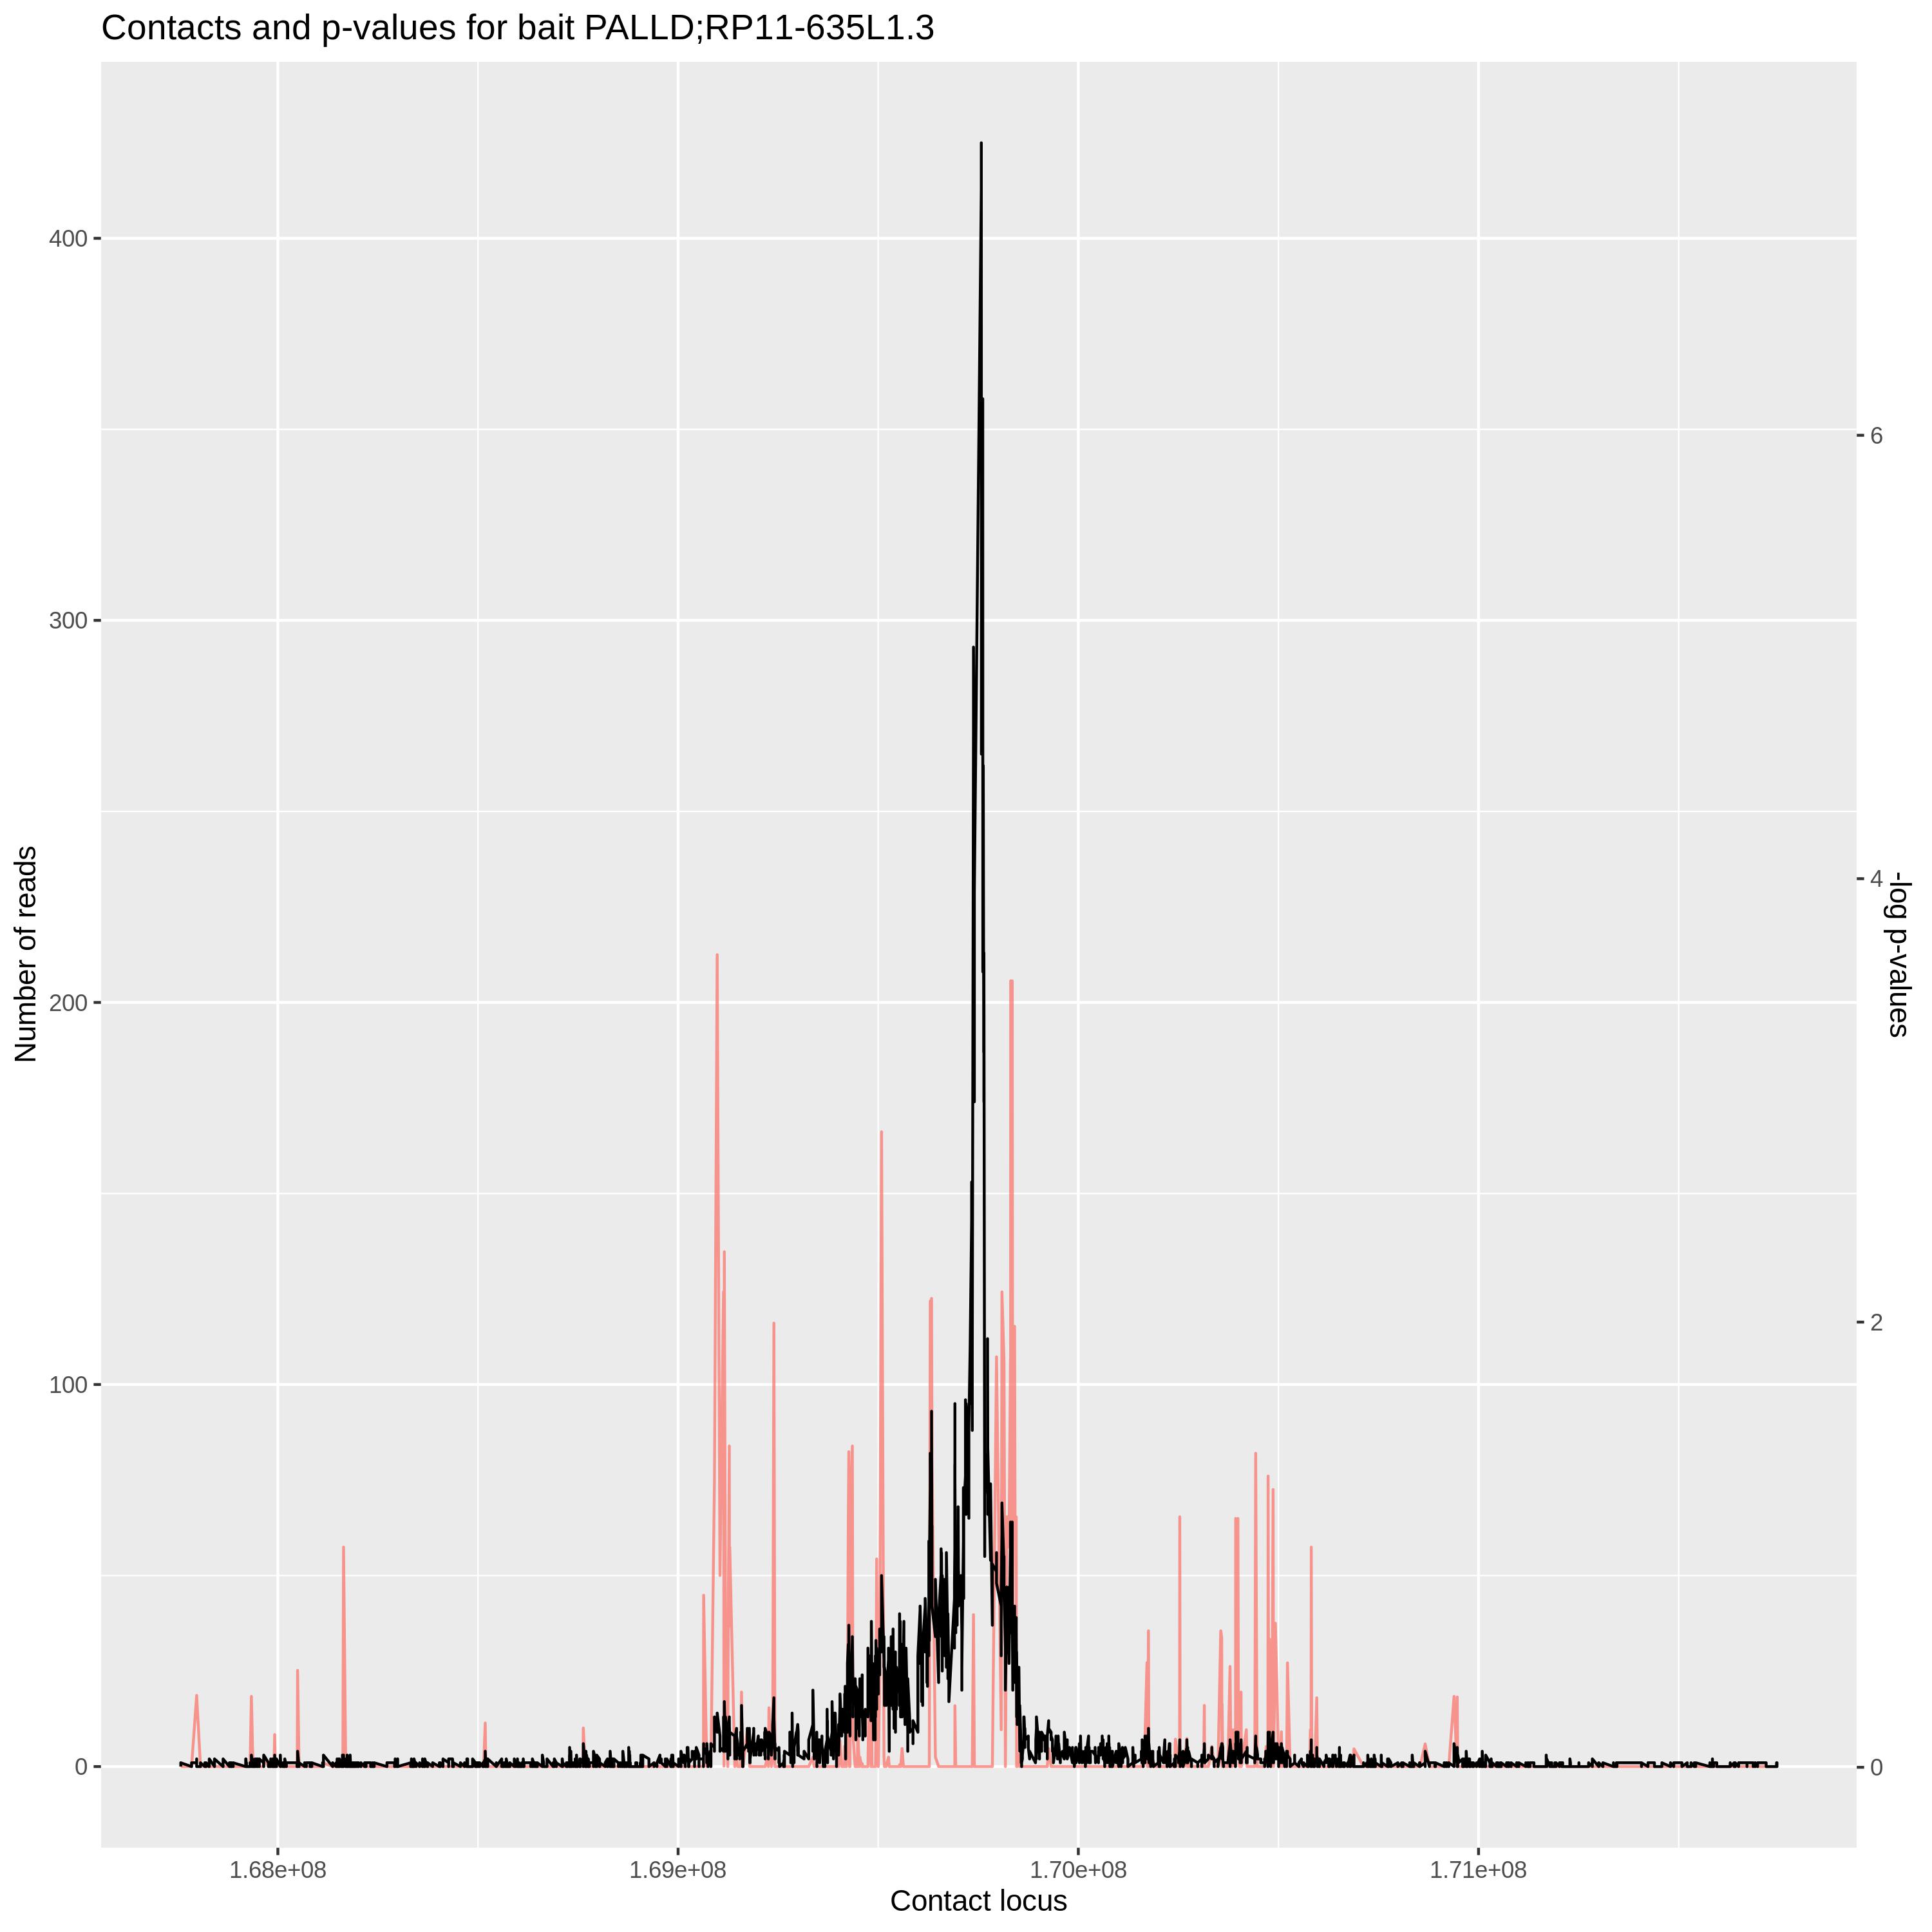 Contacts and p-values for bait PALLD;RP11-635L1.3
400
300
200
100
0
Number of reads
6
4
2
0
-log p-values
1.68e+08
1.69e+08
1.70e+08
1.71e+08
Contact locus